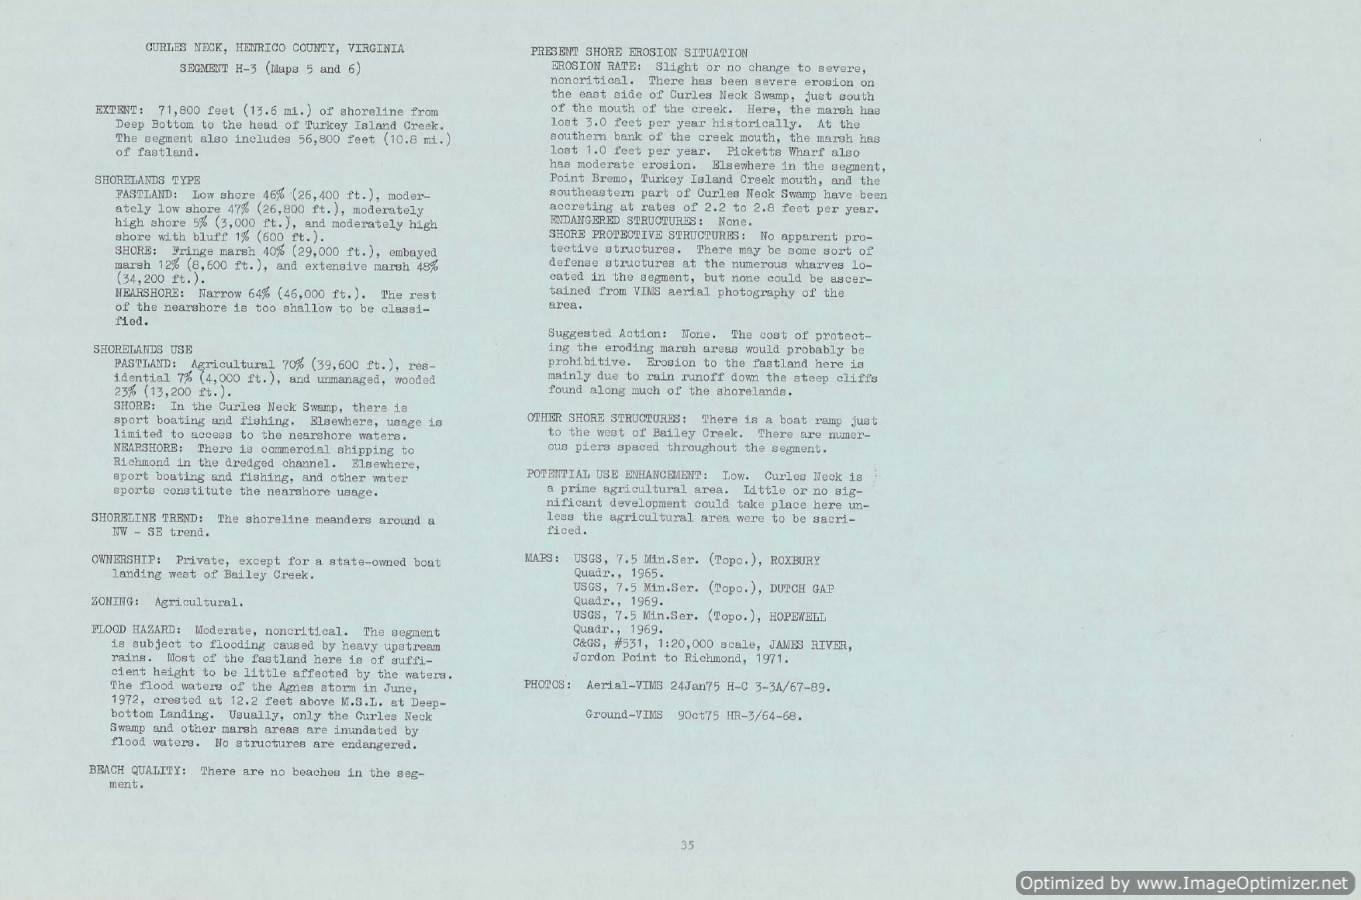 CURLES NECK, HENRICO COUNTY, VIRGINIA
SEGMENT H-3 (Maps 5 and 6)
EXTENT: 71,800 feet (13.6 mi.) of shoreline from
Deep Bottom to the head of Turkey Island Creek.
The segment also includes 56,800 feet (10.8 mi.)
of fastland.
SHORELANDS TYPE
FASTLAND: Low shore 46% (26,400 ft.), moder-
ately low shore 47% (26,800 ft.), moderately
high shore 5% (3,000 ft.), and moderately high
shore with bluff 1% (600 ft.).
SHORE: Fringe marsh 40% (29,000 ft.), embayed
marsh 12% (8,600 ft.), and extensive marsh 48%
(34,200 ft.).
NEARSHORE: Narrow 64% (46,000 ft.). The rest
of the nearshore is too shallow to be classi-
fied.
SHORELANDS USE
FASTLAND: Agricultural 70% (39,600 ft.), res-
idential 7% (4,000 ft.), and unmanaged, wooded
23% (13,200 ft.).
SHORE: In the Curles Neck Swamp, there is
sport boating and fishing. Elsewhere, usage is
limited to access to the nearshore waters.
NEARSHORE: There is commercial shipping to
Richmond in the dredged channel. Elsewhere,
sport boating and fishing, and other water
sports constitute the nearshore usage.
SHORELINE TREND: The shoreline meanders around a
NW - SE trend.
OWNERSHIP: Private, except for a state-owned boat
landing west of Bailey Creek.
ZONING: Agricultural.
FLOOD HAZARD: Moderate, noncritical. The segment
is subject to flooding caused by heavy upstream
rains. Most of the fastland here is of suffi-
cient height to be little affected by the waters.
The flood waters of the Agnes storm in June,
1972, crested at 12.2 feet above M.S.L. at Deep-
bottom Landing. Usually, only the Curles Neck
Swamp and other marsh areas are inundated by
flood waters. No structures are endangered.
BEACH QUALITY: There are no beaches in the seg-
ment.
PRESENT SHORE EROSION SITUATION
EROSION RATE: Slight or no change to severe,
noncritical. There has been severe erosion on
the east side of Curles Neck Swamp, just south
of the mouth of the creek. Here, the marsh has
lost 3.0 feet per year historically. At the
southern bank of the creek mouth, the marsh has
lost 1.0 feet per year. Picketts Wharf also
has moderate erosion. Elsewhere in the segment,
Point Bremo, Turkey Island Creek mouth, and the
southeastern part of Curles Neck Swamp have been
accreting at rates of 2.2 to 2.8 feet per year.
ENDANGERED STRUCTURES: None.
SHORE PROTECTIVE STRUCTURES: No apparent pro-
tective structures. There may be some sort of
defense structures at the numerous wharves lo-
cated in the segment, but none could be ascer-
tained from VIMS aerial photography of the
area.
Suggested Action: None. The cost of protect-
ing the eroding marsh areas would probably be
prohibitive. Erosion to the fastland here is
mainly due to rain runoff down the steep cliffs
found along much of the shorelands.
OTHER SHORE STRUCTURES: There is a boat ramp just
to the west of Bailey Creek. There are numer-
ous piers spaced throughout the segment.
POTENTIAL USE ENHANCEMENT: Low. Curles Neck is
a prime agricultural area. Little or no sig-
nificant development could take place here un-
less the agricultural area were to be sacri-
ficed.
MAPS: USGS, 7.5 Min.Ser. (Topo.), ROXBURY
Quadr., 1965.
USGS, 7.5 Min.Ser. (Topo.), DUTCH GAP
Quadr., 1969.
USGS, 7.5 Min.Ser. (Topo.), HOPEWELL
Quadr., 1969.
C&GS, #531, 1:20,000 scale, JAMES RIVER,
Jordon Point to Richmond, 1971.
PHOTOS: Aerial-VIMS 24Jan75 H-C 3-3A/67-89.
Ground-VIMS 9Oct75 HR-3/64-68.
35
Optimized by www.ImageOptimizer.net